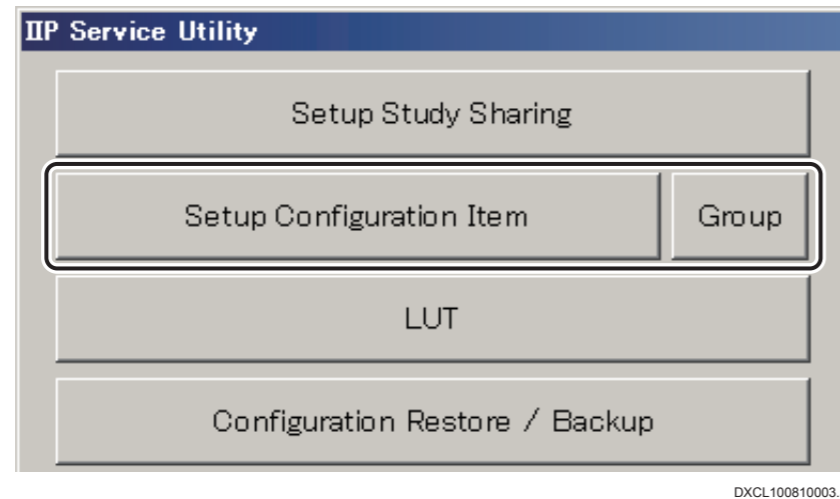 IIP Service Utility
Setup Study Sharing
Setup Configuration Item Group
LUT
Configuration Restore / Backup
DXCL100810003.